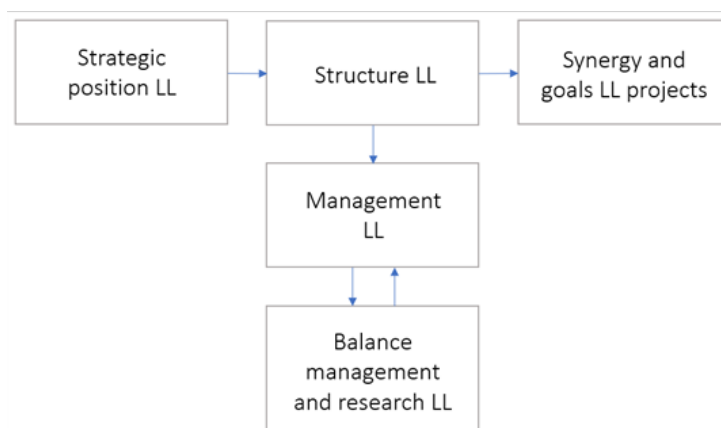 Strategic
position LL
Structure LL
Synergy and
goals LL projects
Management
LL
Balance
management
and research LL